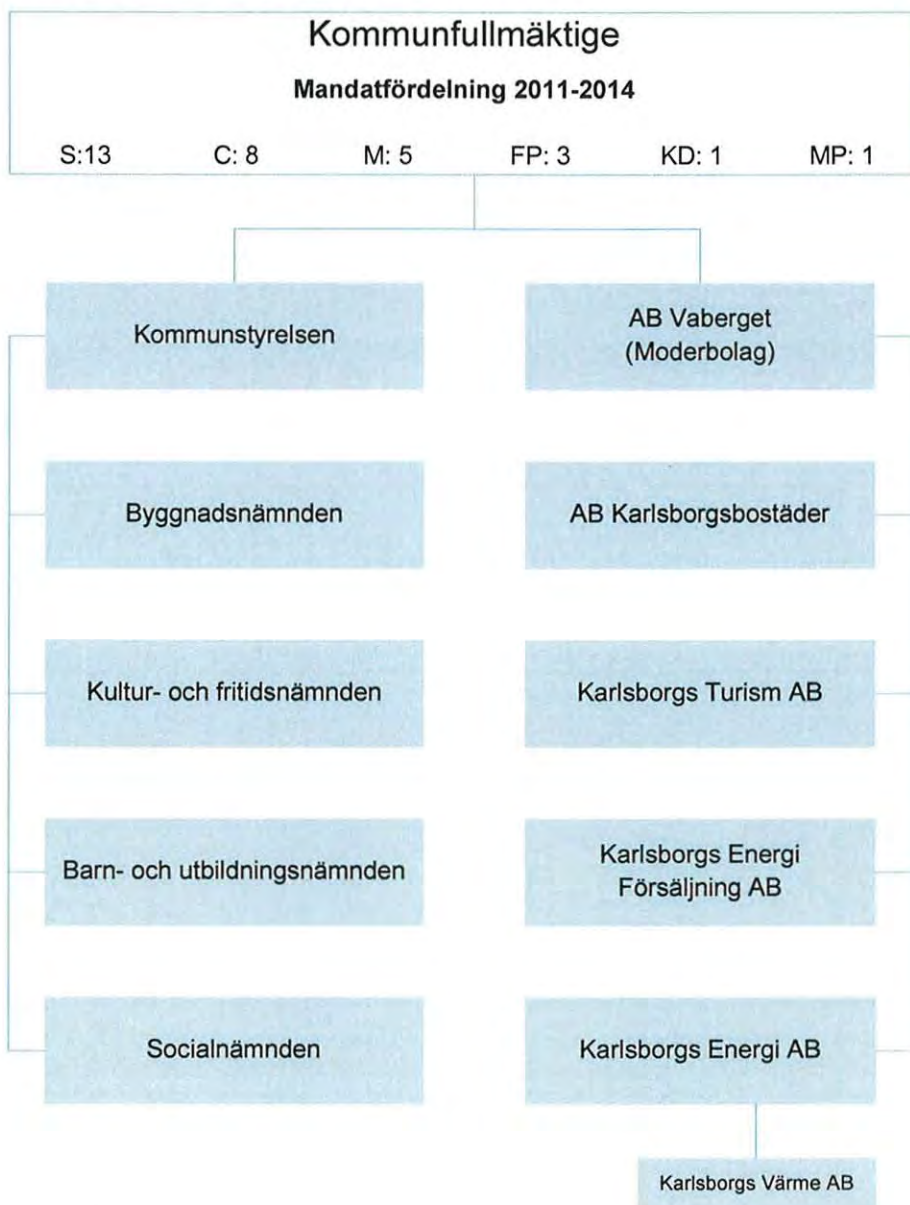 Kommunfullmäktige
Mandatfördelning 2011-2014
S:13 C: 8 M: 5 FP: 3 KD: 1 MP: 1
Kommunstyrelsen
AB Vaberget
(Moderbolag)
Byggnadsnämnden
AB Karlsborgsbostäder
Kultur- och fritidsnämnden
Karlsborgs Turism AB
Barn- och utbildningsnämnden
Karlsborgs Energi
Försäljning AB
Socialnämnden
Karlsborgs Energi AB
Karlsborgs Värme AB